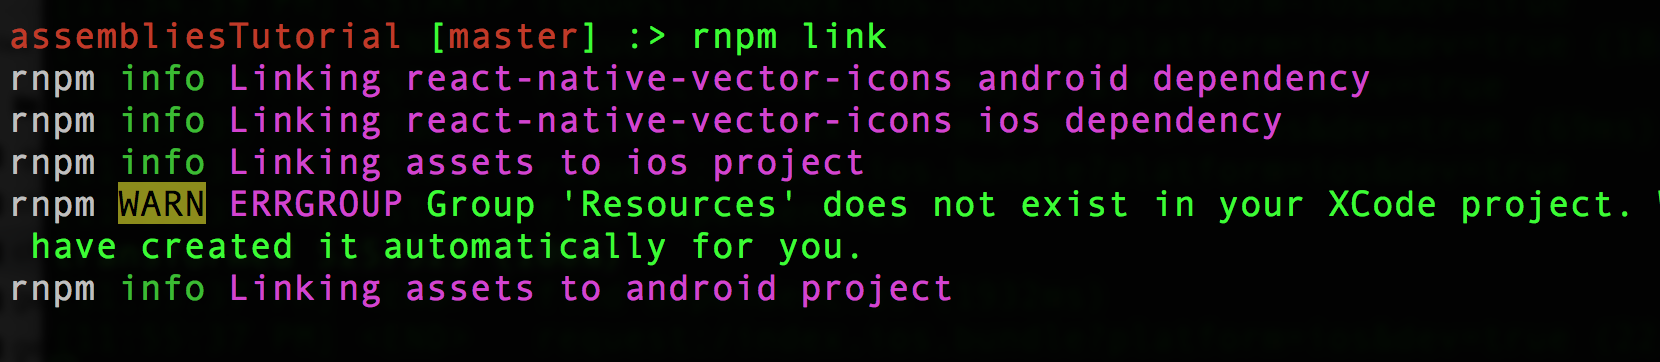 assembliesTutorial [master] :> rnpm link
rnpm info Linking react-native-vector-icons android dependency
rnpm info Linking react-native-vector-icons ios dependency
rnpm info Linking assets to ios project
rnpm WARN ERRGROUP Group 'Resources' does not exist in your XCode project.
have created it automatically for you.
rnpm info Linking assets to android project